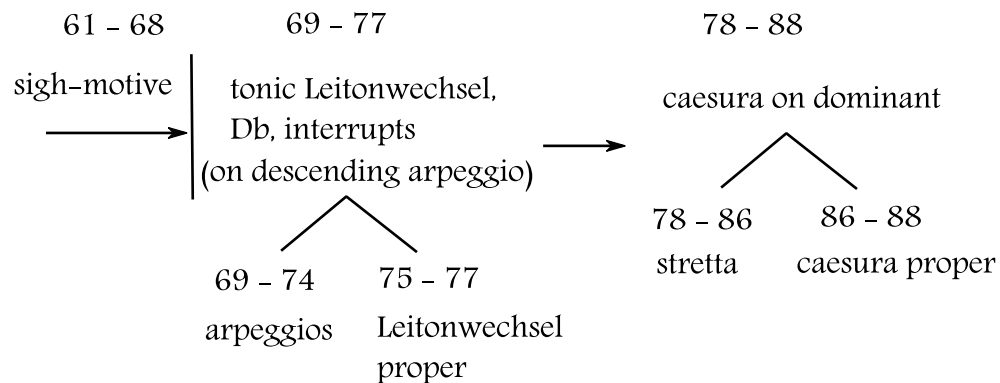 61 – 68
69 – 77
78 – 88
sigh-motive
tonic Leitonwechsel,
Db, interrupts
(on descending arpeggio)
caesura on dominant
69 – 74
75 – 77
arpeggios
Leitonwechsel
proper
78 – 86
86 – 88
stretta
caesura proper